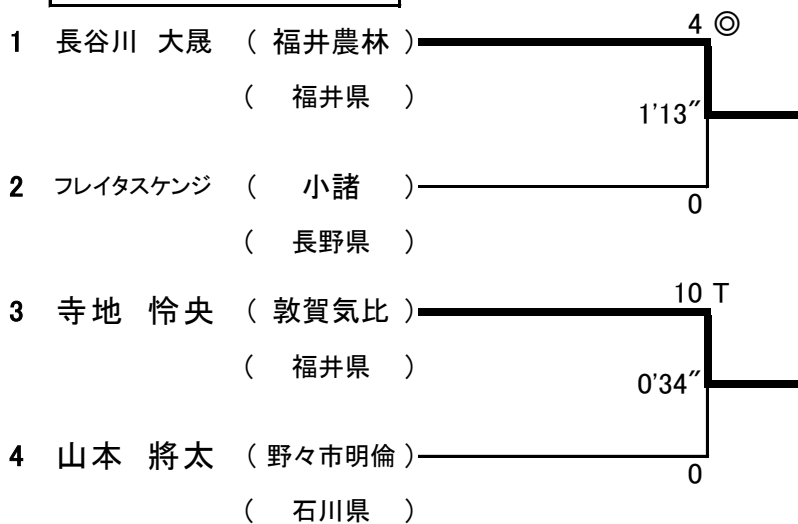 4 ◎
1 長谷川 大晟 ( 福井農林 )
( 福井県 )
1'13″
2 フレイタスケンジ ( 小諸 )
0
( 長野県 )
10 T
3 寺地 怜央 ( 敦賀気比 )
( 福井県 )
0'34″
4 山本 將太 ( 野々市明倫 )
0
( 石川県 )